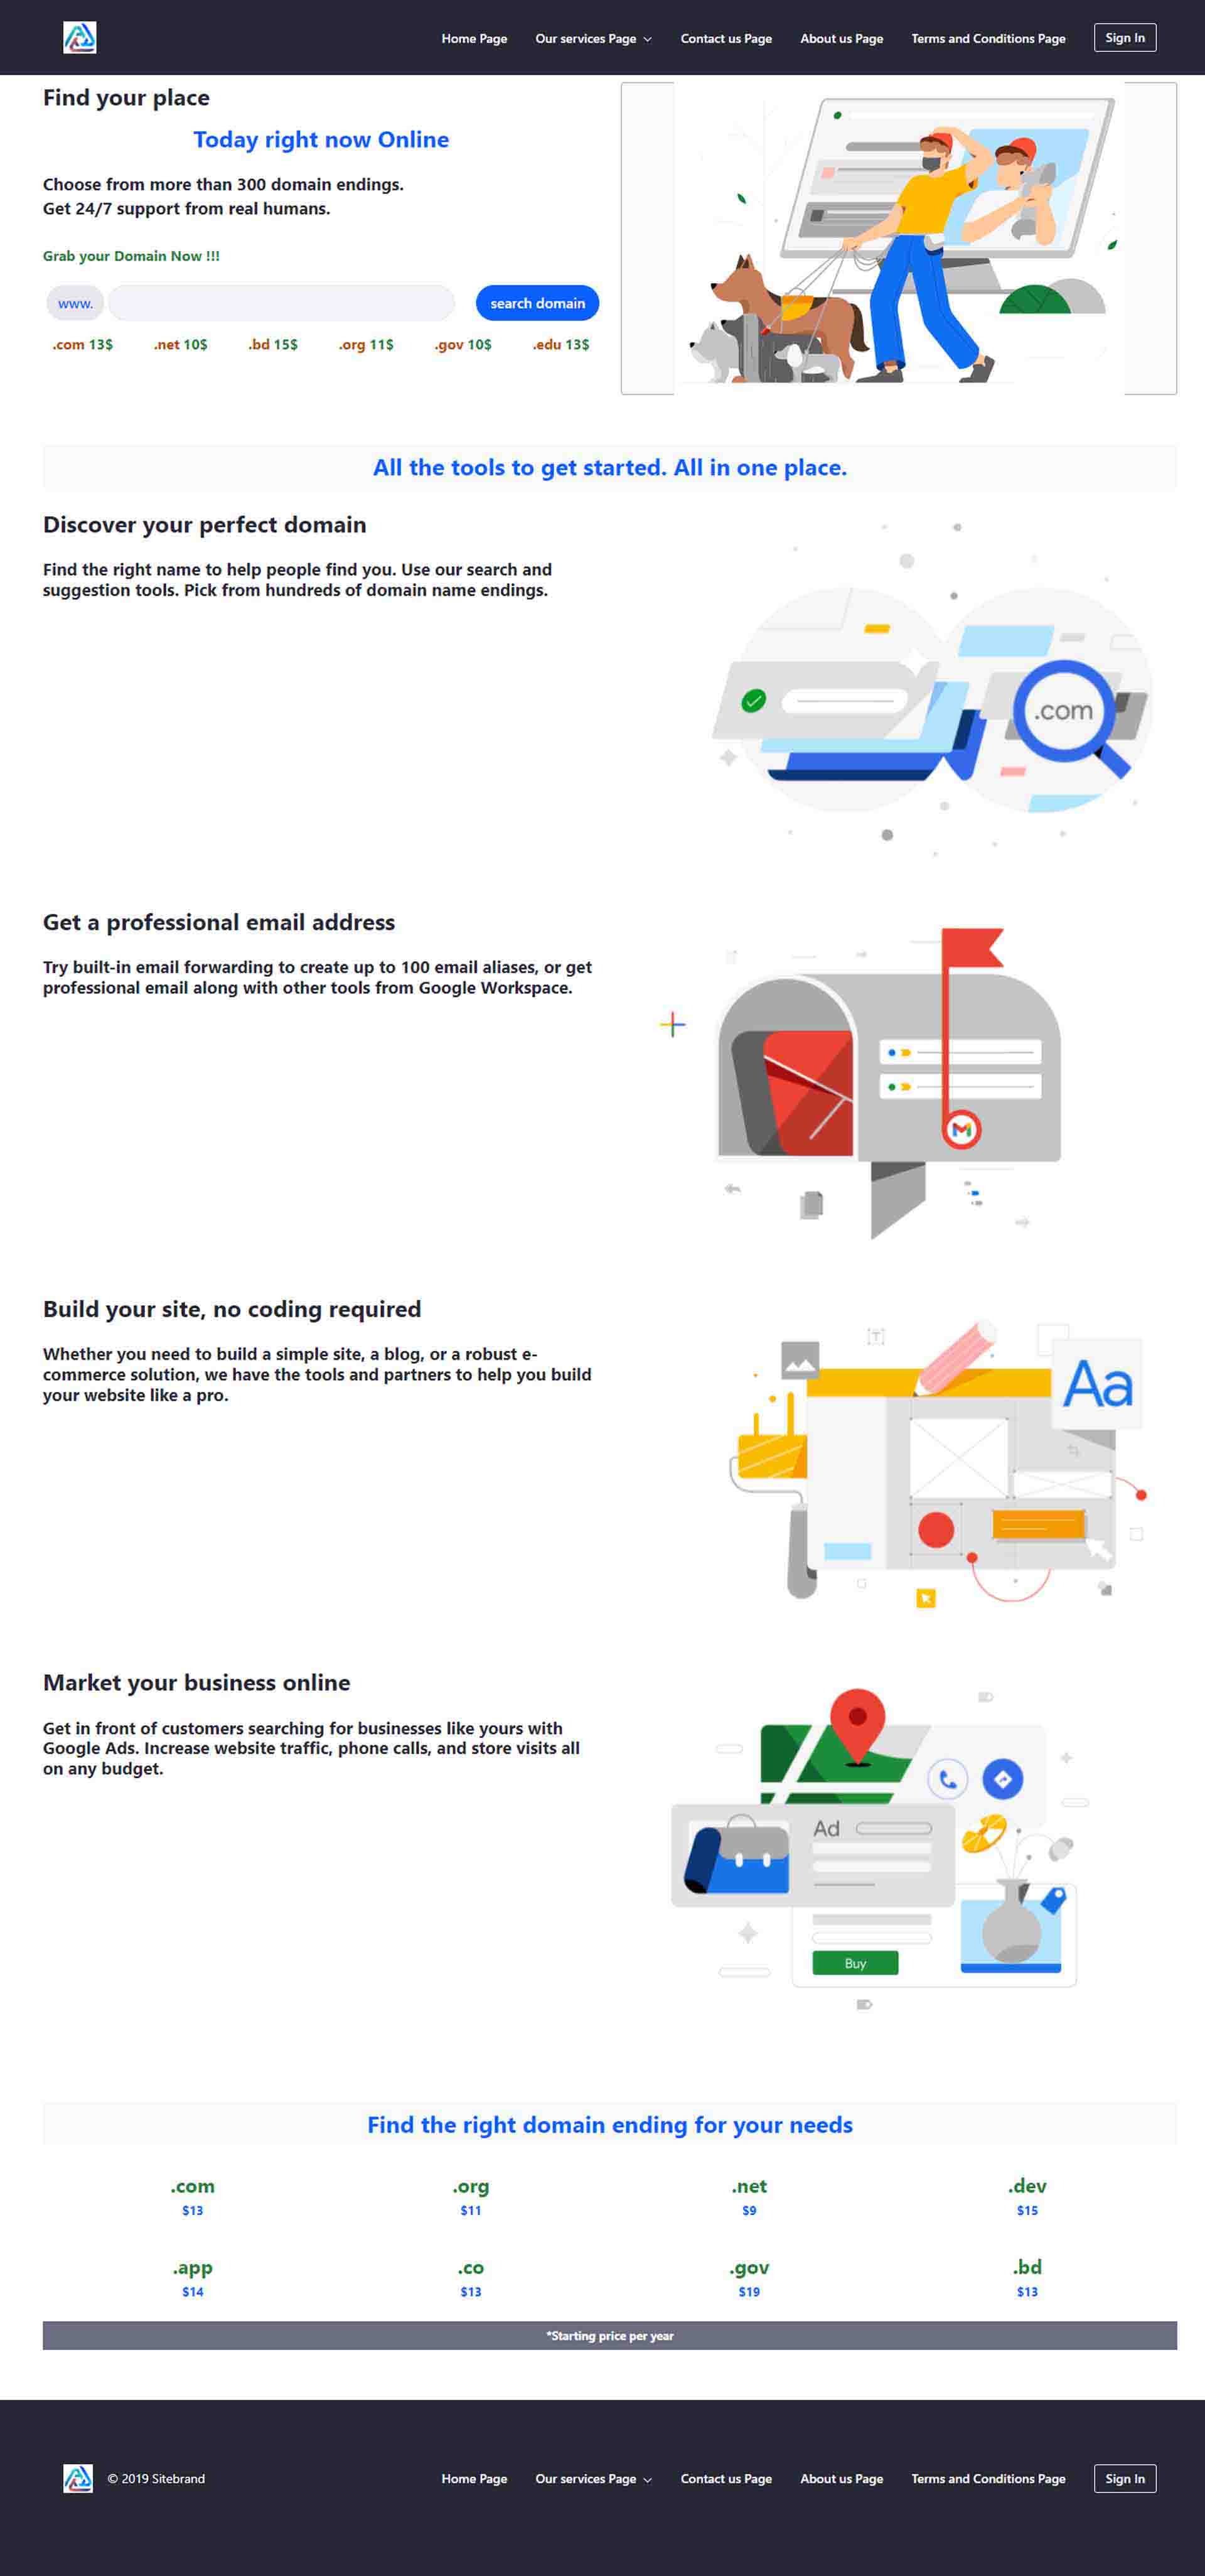 Home Page Our services Page Contact us Page About us Page Terms and Conditions Page Sign In
Find your place
Today right now Online
Choose from more than 300 domain endings.
Get 24/7 support from real humans.
Grab your Domain Now !!!
www. search domain
.com 13$ .net 10$ .bd 15$ .org 11$ .gov 10$ .edu 13$
All the tools to get started. All in one place.
Discover your perfect domain
Find the right name to help people find you. Use our search and
suggestion tools. Pick from hundreds of domain name endings.
.com
Get a professional email address
Try built-in email forwarding to create up to 100 email aliases, or get
professional email along with other tools from Google Workspace.
Build your site, no coding required
Whether you need to build a simple site, a blog, or a robust e-
commerce solution, we have the tools and partners to help you build
your website like a pro.
T
Aa
Market your business online
Get in front of customers searching for businesses like yours with
Google Ads. Increase website traffic, phone calls, and store visits all
on any budget.
Ad
Buy
Find the right domain ending for your needs
.com .org .net .dev
$13 $11 $9 $15
.app .co .gov .bd
$14 $13 $19 $13
*Starting price per year
© 2019 Sitebrand Home Page Our services Page Contact us Page About us Page Terms and Conditions Page Sign In